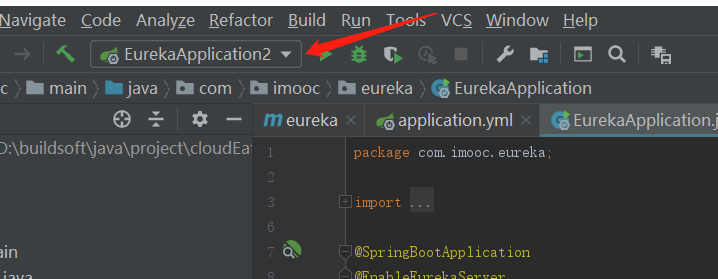 Navigate Code Analyze Refactor Build Run Tools VCS Window Help
EurekaApplication2
c main java com imooc eureka EurekaApplication
m eureka application.yml EurekaApplication.j
D:\buildsoft\java\project\cloudEat
1 package com.imooc.eureka;
2
3 import ...
6
7 @SpringBootApplication
8 @EnableEurekaServer
ain
java